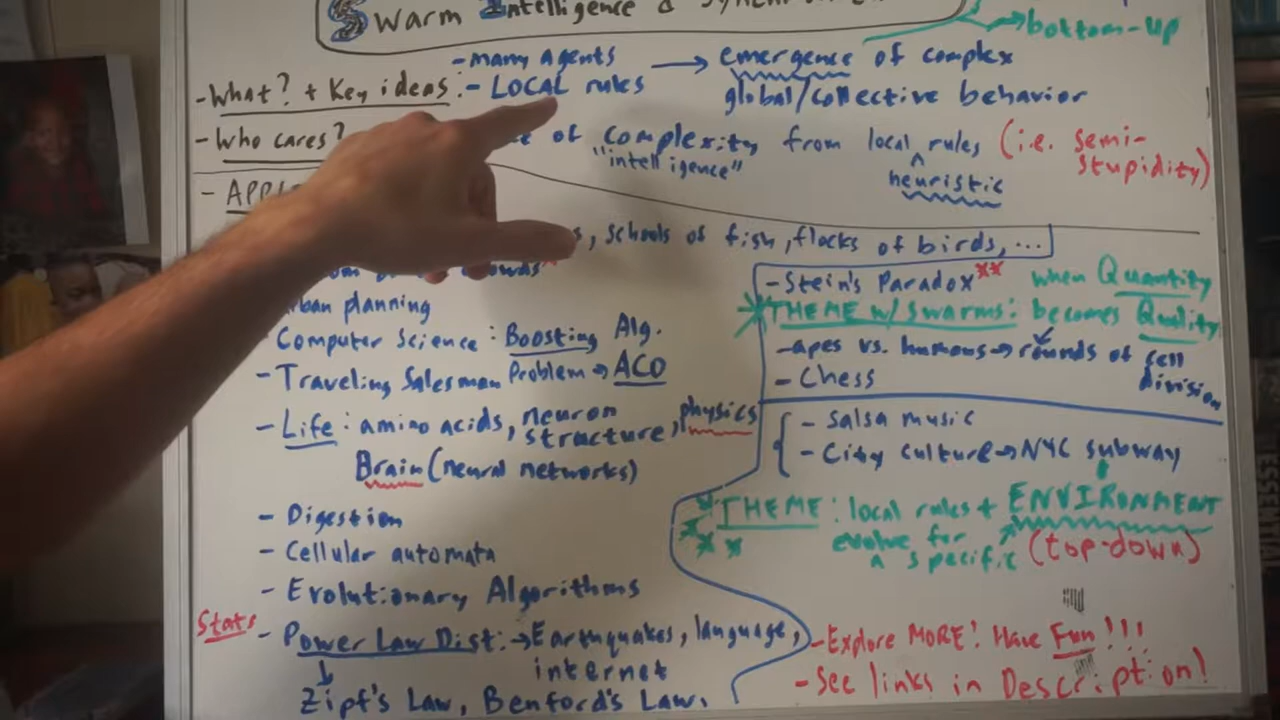 Swarm Intelligence &
bottom-up
- What? + Key ideas:
- many agents
- LOCAL rules
→ emergence of complex
global/collective behavior
- Who cares?
of complexity from local rules (i.e. semi-
"intelligence"
^ heuristic
stupidity)
, schools of fish, flocks of birds, ...
planning
Computer Science: Boosting Alg.
- Traveling Salesman Problem → ACO
- Life: amino acids, neuron
structure, physics
Brain (neural networks)
- Digestion
- Cellular automata
- Evolutionary Algorithms
Stats
- Power Law Dist: → Earthquakes, language,
internet
↓
Zipf's Law, Benford's Law.
- Stein's Paradox**
when Quantity
* THEME w/ Swarms: becomes Quality
- apes vs. humans → rounds of cell
division
- Chess
- Salsa music
- City culture → NYC subway
THEME: local rules + ENVIRONMENT
evolve for
a specific
(top-down)
- Explore MORE! Have Fun!!!
- See links in Description!